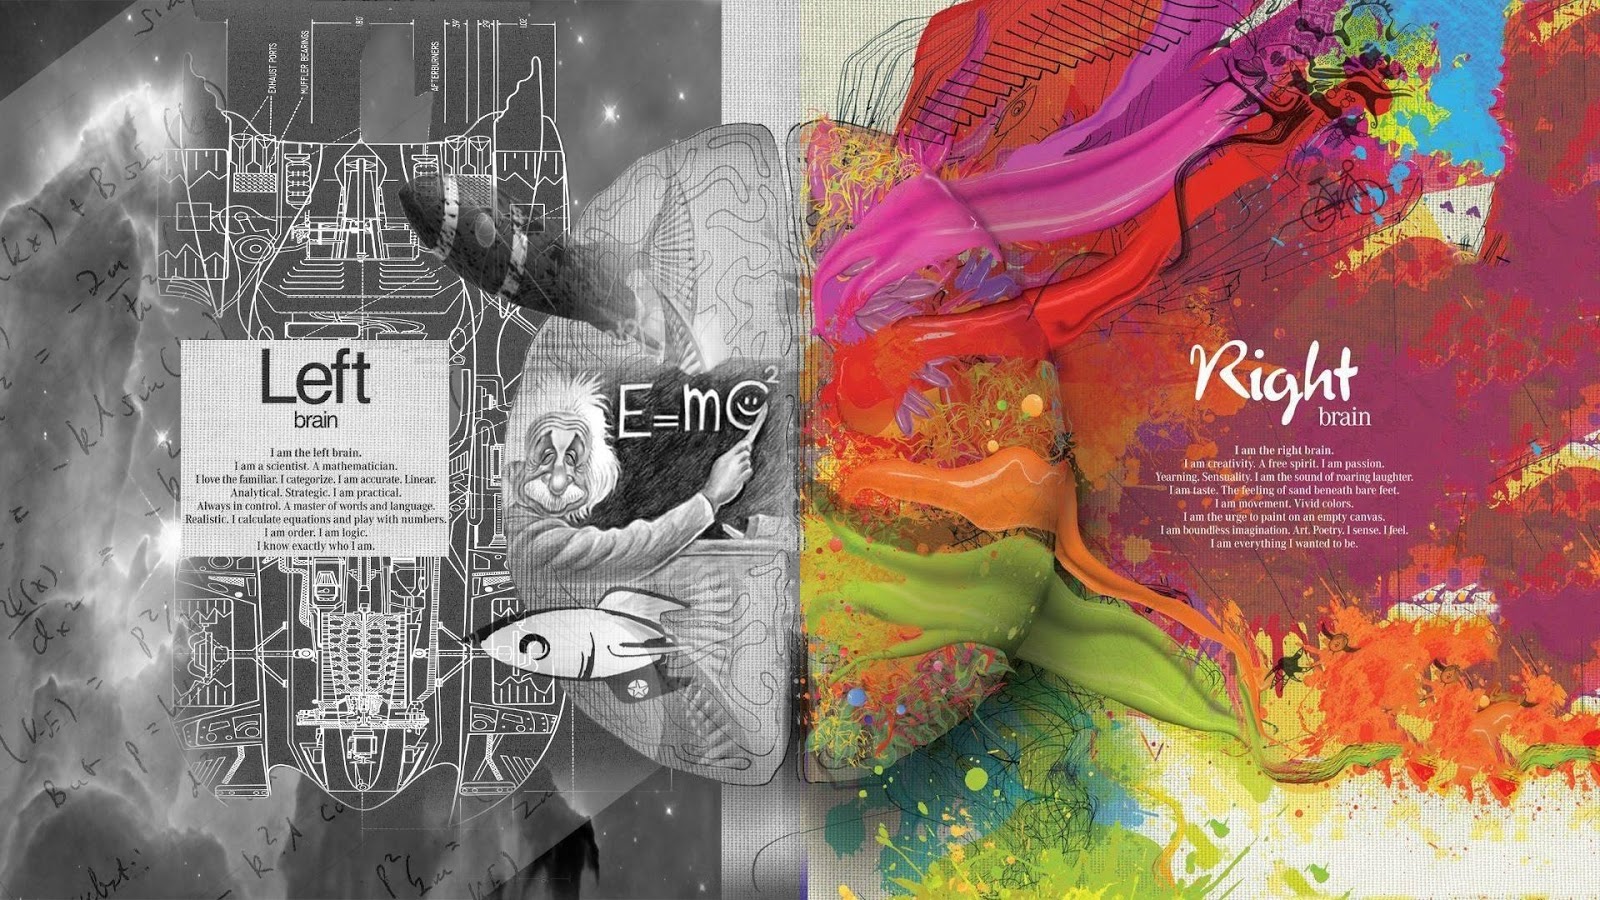 EXHAUST PORTS
MUFFLER BEARINGS
AFTERBURNERS
180
Left
brain
I am the left brain.
I am a scientist. A mathematician.
I love the familiar. I categorize. I am accurate. Linear.
Analytical. Strategic. I am practical.
Always in control. A master of words and language.
Realistic. I calculate equations and play with numbers.
I am order. I am logic.
I know exactly who I am.
E=mc²
Right
brain
I am the right brain.
I am creativity. A free spirit. I am passion.
Yearning. Sensuality. I am the sound of roaring laughter.
I am taste. The feeling of sand beneath bare feet.
I am movement. Vivid colors.
I am the urge to paint on an empty canvas.
I am boundless imagination. Art. Poetry. I sense. I feel.
I am everything I wanted to be.
But